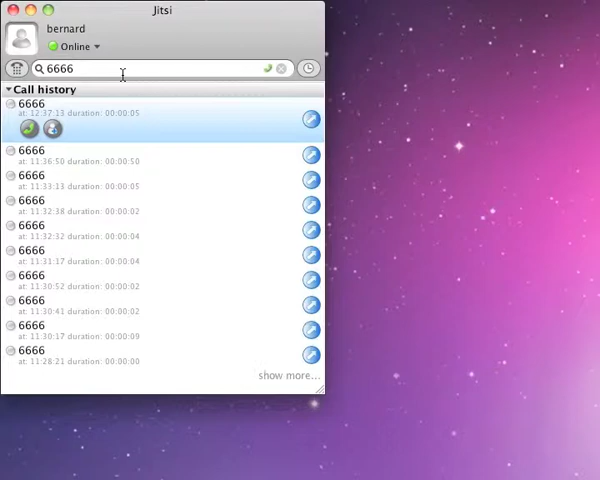 Jitsi
bernard
Online
6666
Call history
6666
at: 12:37:13 duration: 00:00:05
6666
at: 11:36:50 duration: 00:00:50
6666
at: 11:33:13 duration: 00:00:05
6666
at: 11:32:38 duration: 00:00:02
6666
at: 11:32:32 duration: 00:00:04
6666
at: 11:31:17 duration: 00:00:04
6666
at: 11:30:52 duration: 00:00:02
6666
at: 11:30:41 duration: 00:00:02
6666
at: 11:30:17 duration: 00:00:09
6666
at: 11:28:21 duration: 00:00:00
show more...